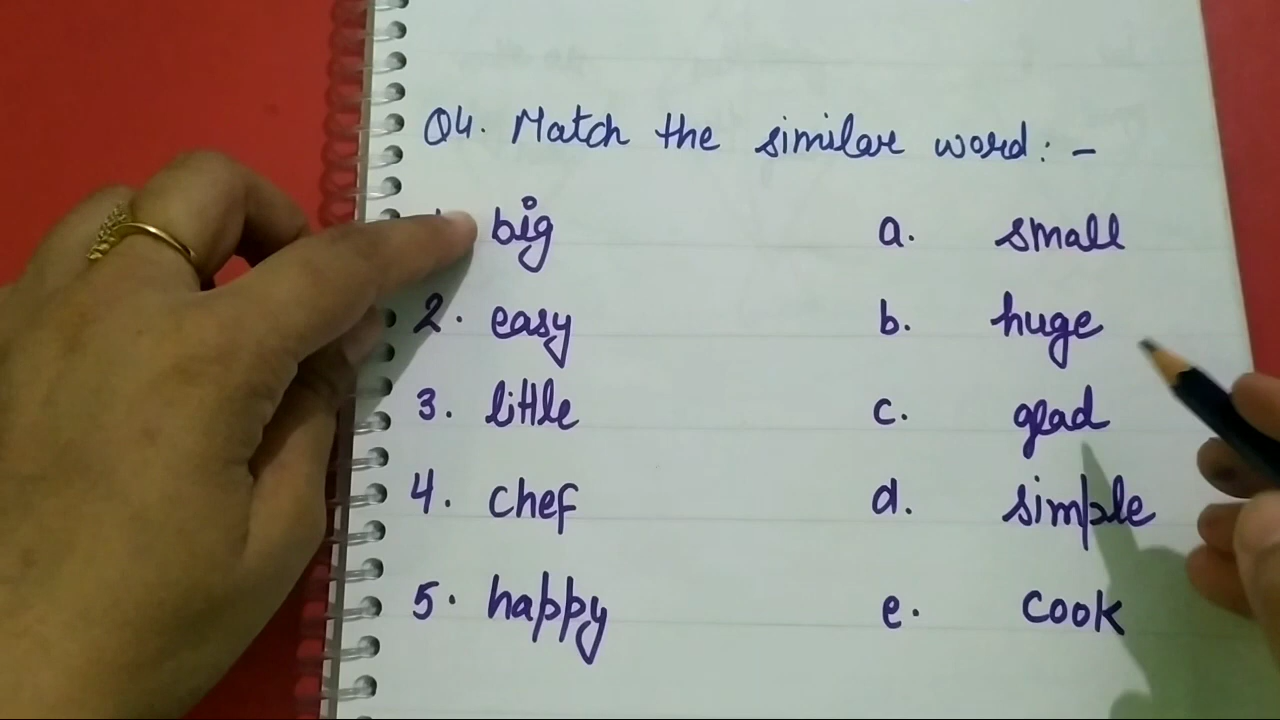 Q4. Match the similar word: -
big a. small
2. easy b. huge
3. little c. glad
4. chef d. simple
5. happy e. cook